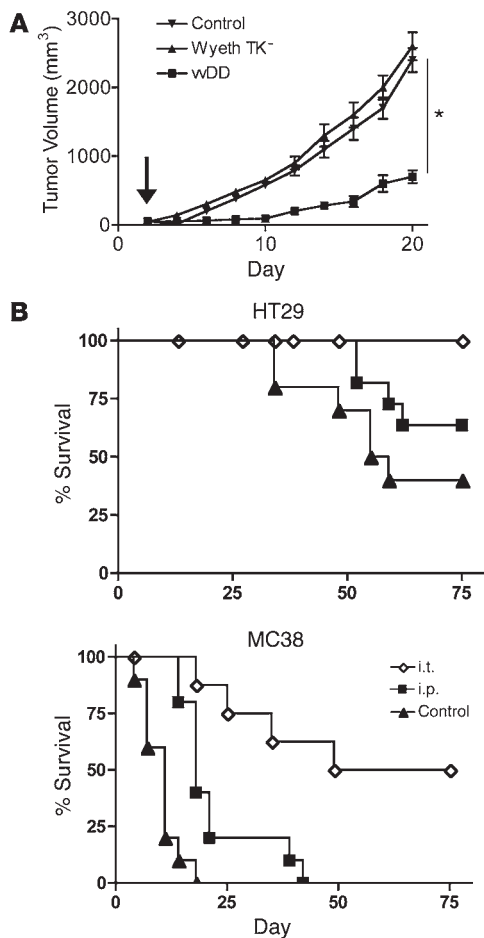 A
Tumor Volume (mm³)
3000
2000
1000
0
Control
Wyeth TK⁻
vvDD
*
0
10
20
Day
B
HT29
% Survival
100
75
50
25
0
0
25
50
75
MC38
% Survival
100
75
50
25
0
i.t.
i.p.
Control
0
25
50
75
Day